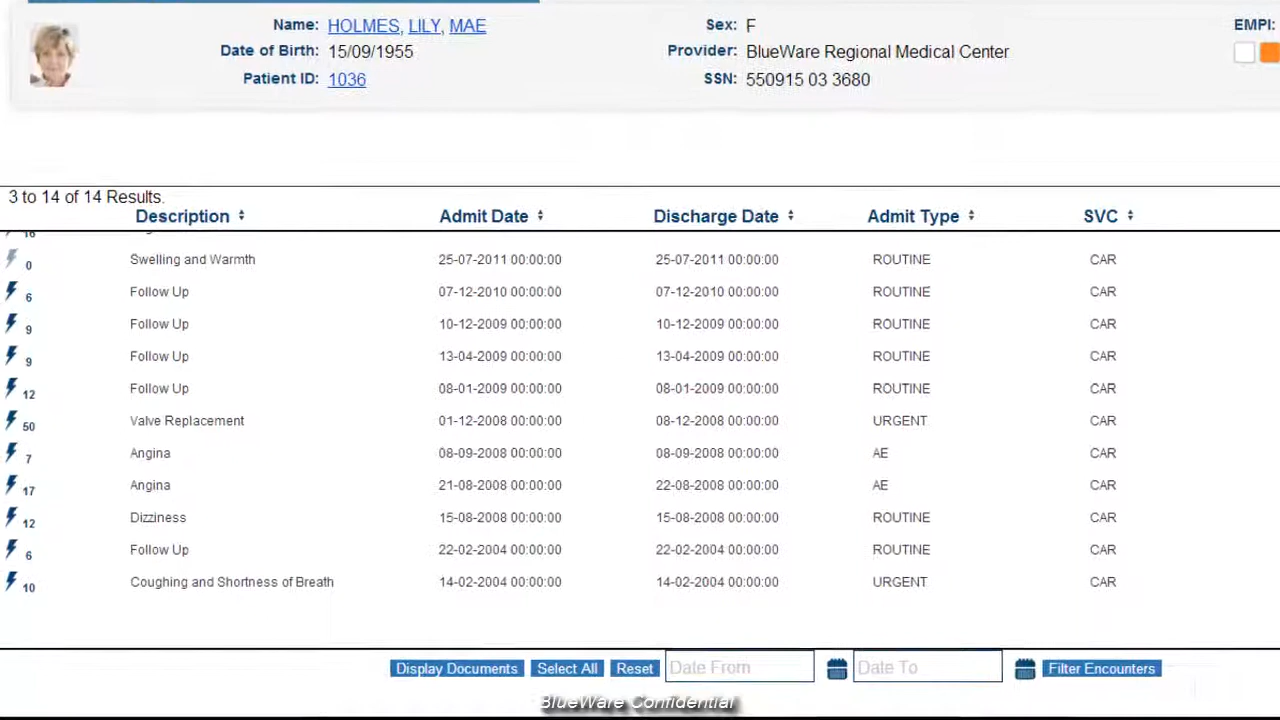 Name: HOLMES, LILY, MAE Sex: F EMPI:
Date of Birth: 15/09/1955 Provider: BlueWare Regional Medical Center
Patient ID: 1036 SSN: 550915 03 3680
3 to 14 of 14 Results.
Description Admit Date Discharge Date Admit Type SVC
16
0 Swelling and Warmth 25-07-2011 00:00:00 25-07-2011 00:00:00 ROUTINE CAR
6 Follow Up 07-12-2010 00:00:00 07-12-2010 00:00:00 ROUTINE CAR
9 Follow Up 10-12-2009 00:00:00 10-12-2009 00:00:00 ROUTINE CAR
9 Follow Up 13-04-2009 00:00:00 13-04-2009 00:00:00 ROUTINE CAR
12 Follow Up 08-01-2009 00:00:00 08-01-2009 00:00:00 ROUTINE CAR
50 Valve Replacement 01-12-2008 00:00:00 08-12-2008 00:00:00 URGENT CAR
7 Angina 08-09-2008 00:00:00 08-09-2008 00:00:00 AE CAR
17 Angina 21-08-2008 00:00:00 22-08-2008 00:00:00 AE CAR
12 Dizziness 15-08-2008 00:00:00 15-08-2008 00:00:00 ROUTINE CAR
6 Follow Up 22-02-2004 00:00:00 22-02-2004 00:00:00 ROUTINE CAR
10 Coughing and Shortness of Breath 14-02-2004 00:00:00 14-02-2004 00:00:00 URGENT CAR
Display Documents Select All Reset Date From Date To Filter Encounters
BlueWare Confidential